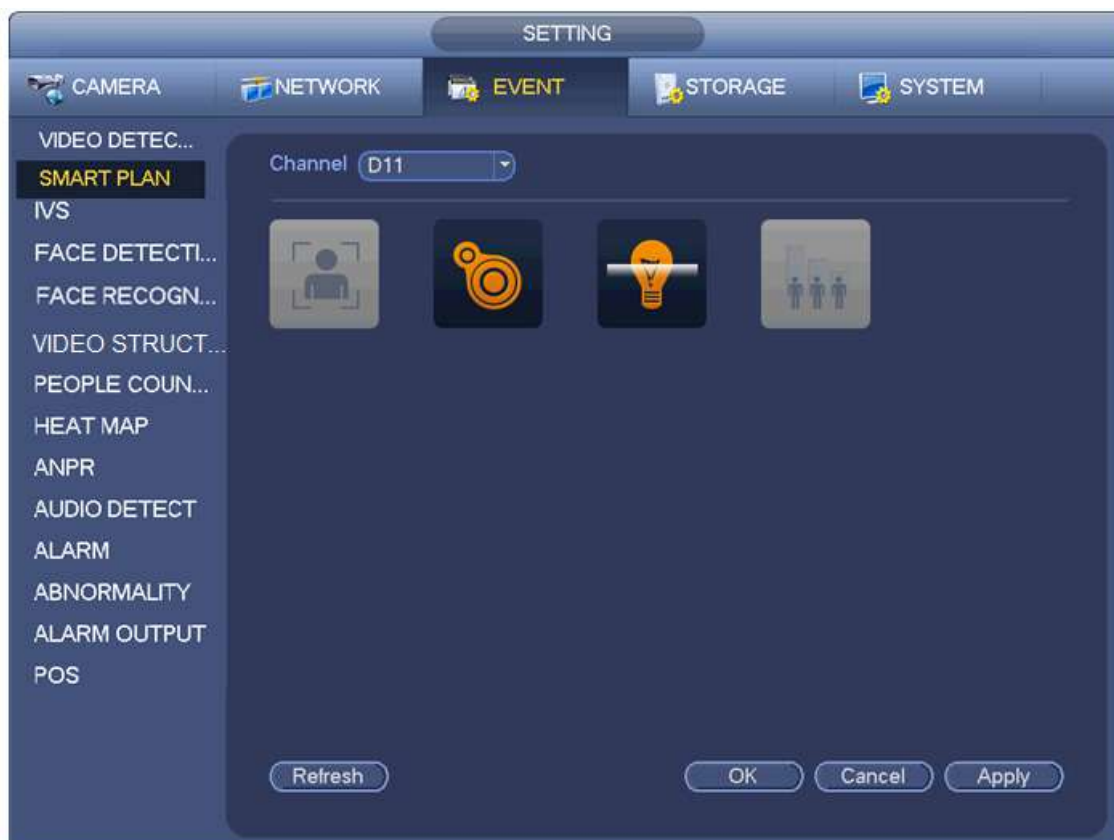 SETTING
CAMERA NETWORK EVENT STORAGE SYSTEM
VIDEO DETEC...
SMART PLAN
IVS
FACE DETECTI...
FACE RECOGN...
VIDEO STRUCT...
PEOPLE COUN...
HEAT MAP
ANPR
AUDIO DETECT
ALARM
ABNORMALITY
ALARM OUTPUT
POS
Channel D11
Refresh OK Cancel Apply